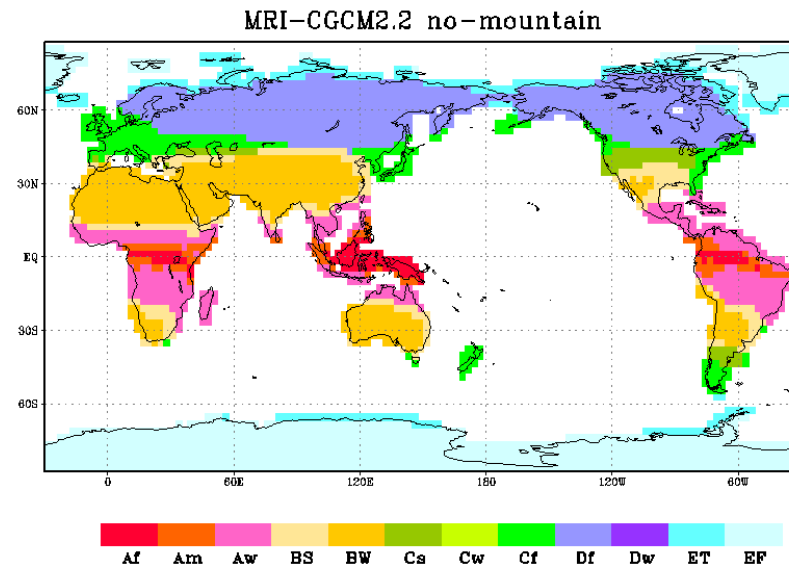 MRI-CGCM2.2 no-mountain
60N
30N
EQ
30S
60S
0 60E 120E 180 120W 60W
Af Am Aw BS BW Cs Cw Cf Df Dw ET EF